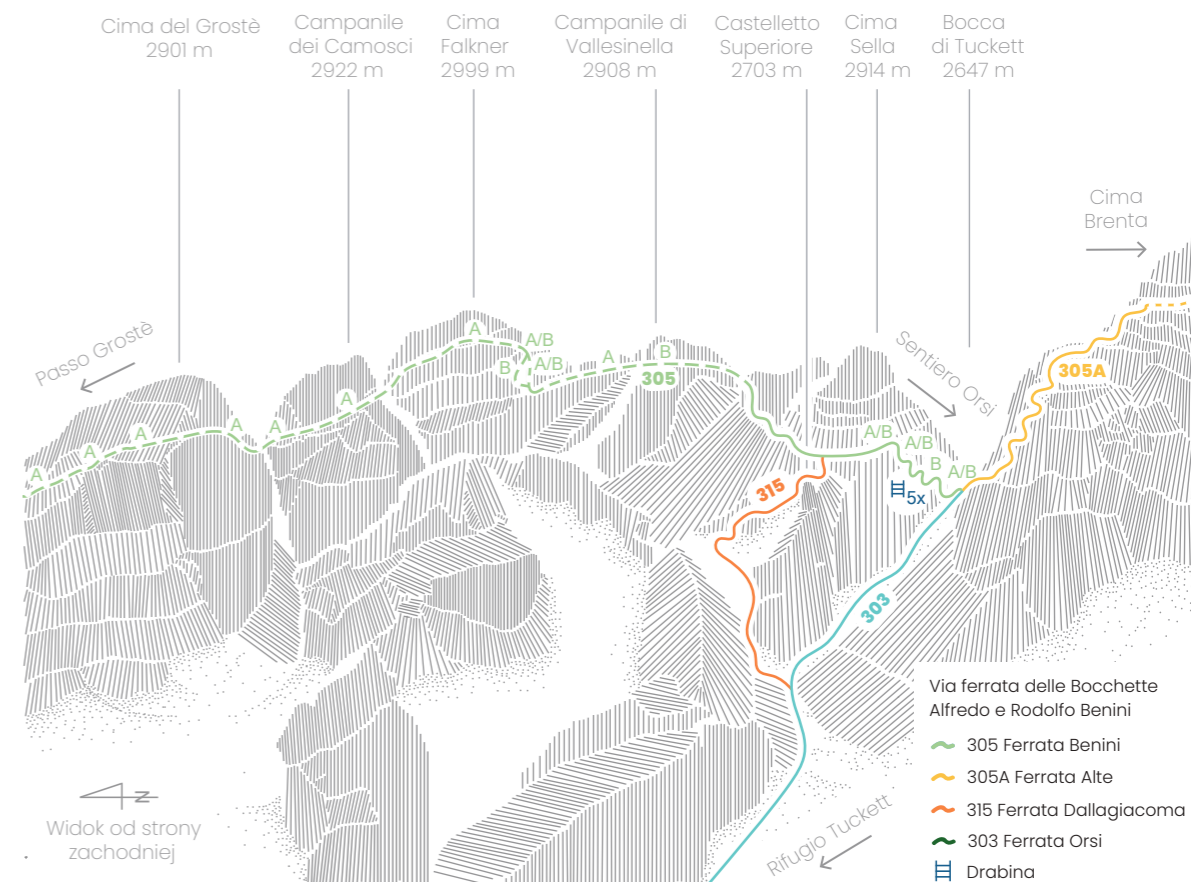 Cima del Grostè
2901 m
Campanile
dei Camosci
2922 m
Cima
Falkner
2999 m
Campanile di
Vallesinella
2908 m
Castelletto
Superiore
2703 m
Cima
Sella
2914 m
Bocca
di Tuckett
2647 m
Cima
Brenta
Passo Grostè
Sentiero Orsi
A
A
A
A
A
A
A
A/B
A/B
B
A
B
305
305A
A/B
A/B
B
A/B
5x
315
303
Via ferrata delle Bocchette
Alfredo e Rodolfo Benini
305 Ferrata Benini
305A Ferrata Alte
315 Ferrata Dallagiacoma
303 Ferrata Orsi
Drabina
N
Widok od strony
zachodniej
Rifugio Tuckett